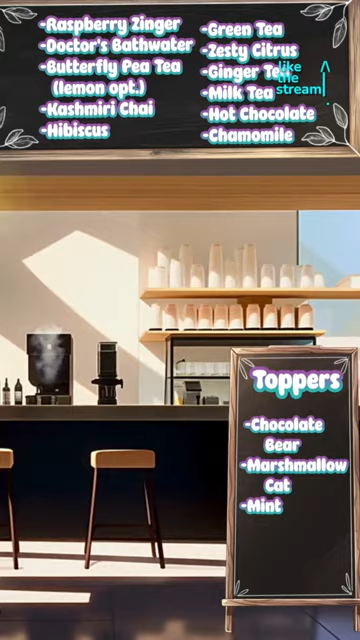 -Raspberry Zinger
-Doctor's Bathwater
-Butterfly Pea Tea
(lemon opt.)
-Kashmiri Chai
-Hibiscus
-Green Tea
-Zesty Citrus
-Ginger Tea
-Milk Tea
-Hot Chocolate
-Chamomile
like
the
stream
Toppers
-Chocolate
Bear
-Marshmallow
Cat
-Mint